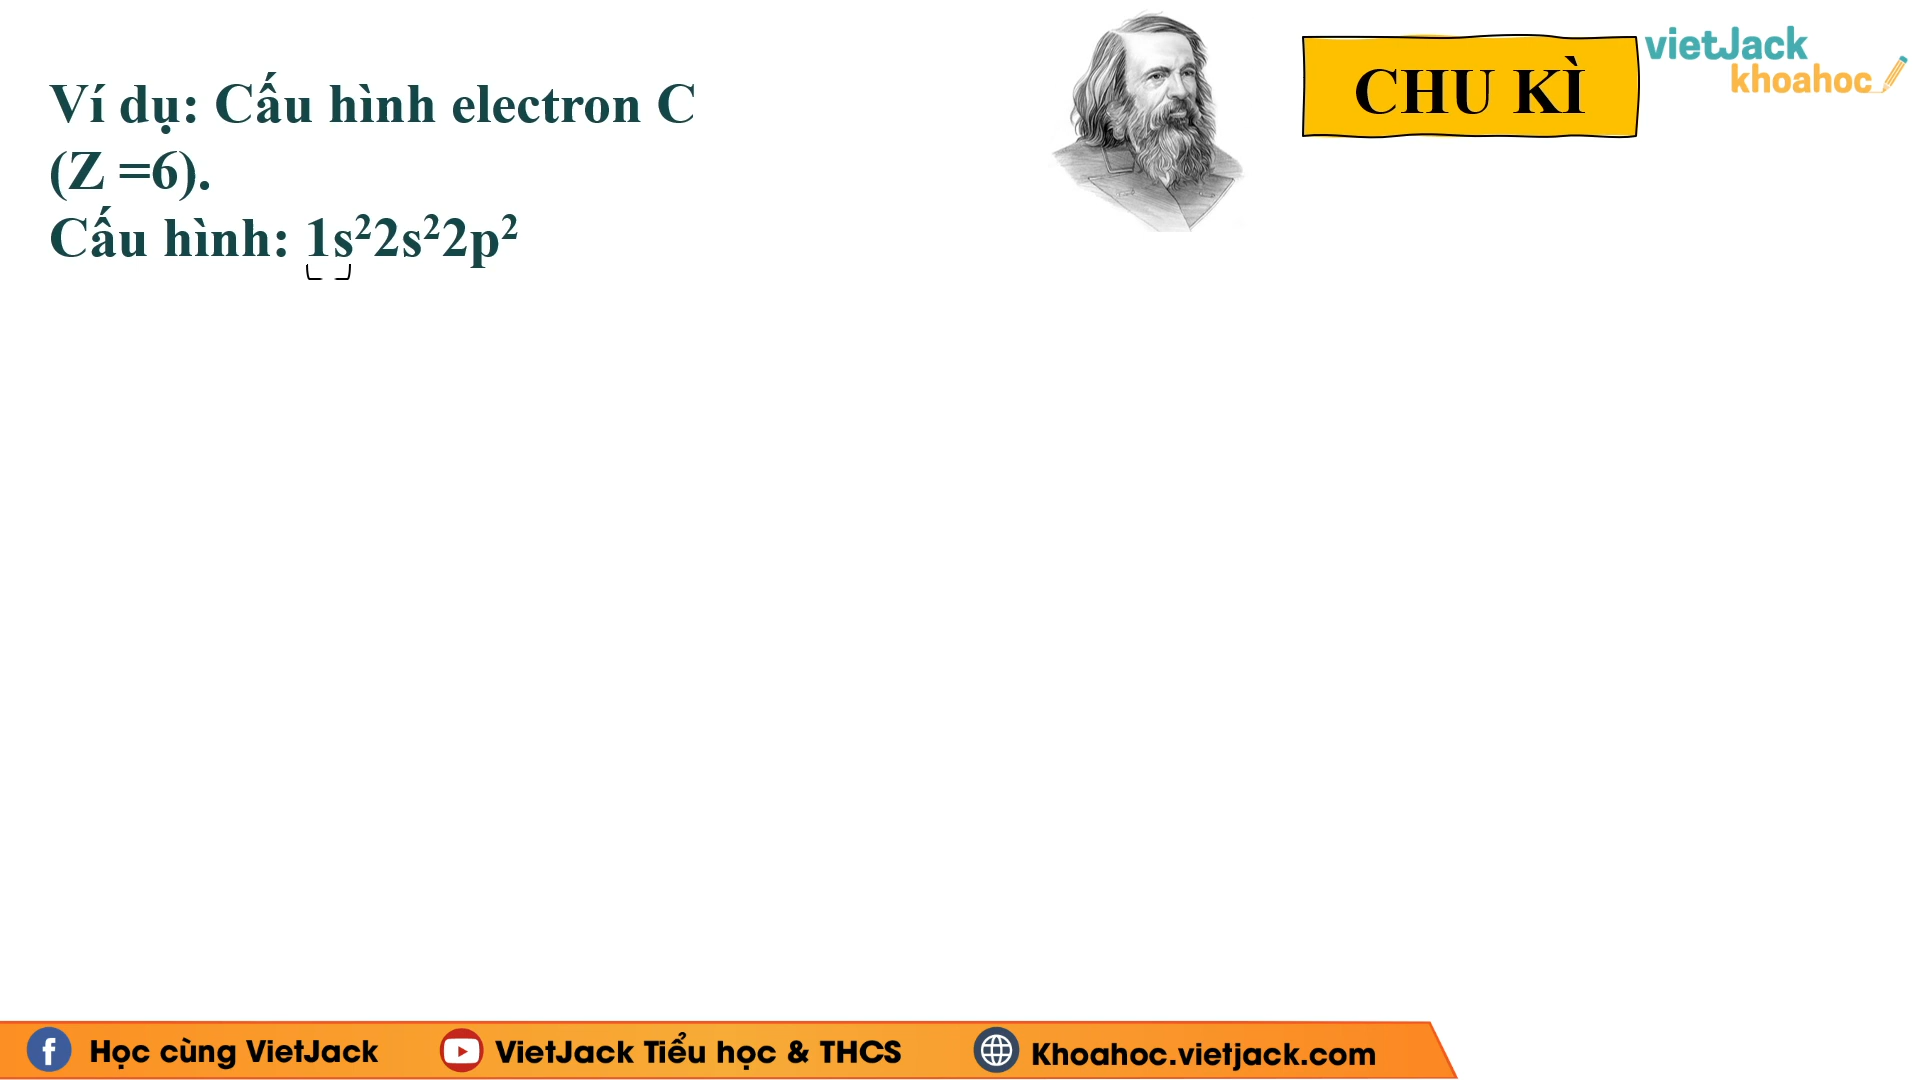 Ví dụ: Cấu hình electron C
(Z =6).
Cấu hình: 1s²2s²2p²
CHU KÌ
vietJack
khoahoc
Học cùng VietJack
VietJack Tiểu học & THCS
Khoahoc.vietjack.com